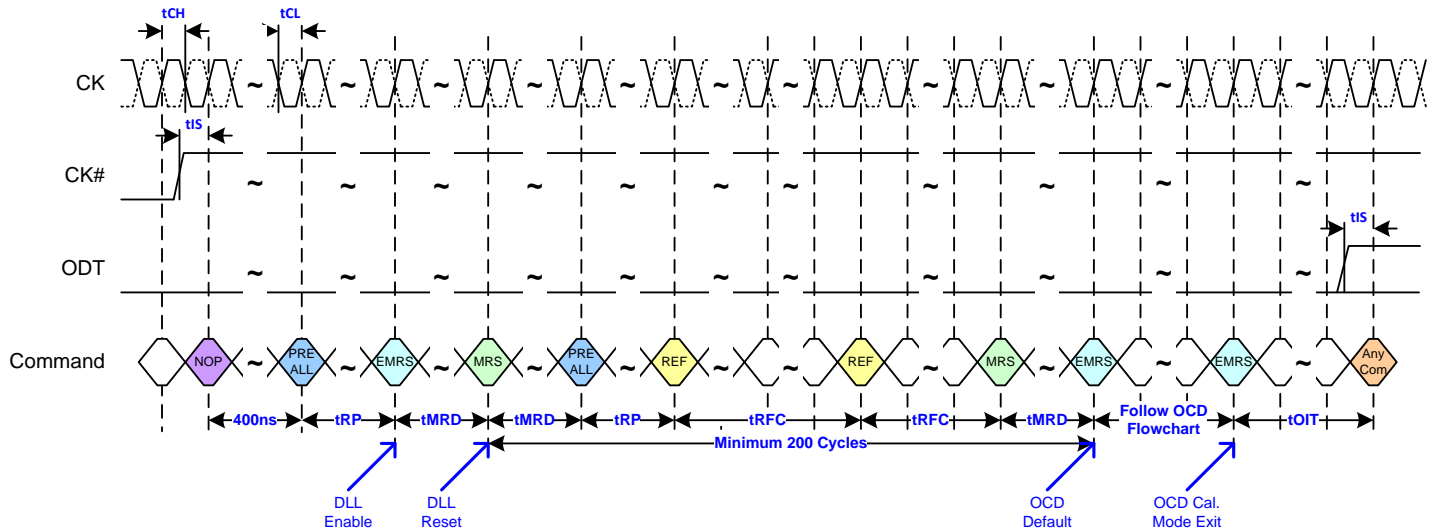 tCH
tCL
CK
~ ~ ~ ~ ~ ~ ~ ~ ~ ~ ~
tIS
CK#
~ ~ ~ ~ ~ ~ ~ ~ ~ ~ ~
tIS
ODT
~ ~ ~ ~ ~ ~ ~ ~ ~ ~ ~
Command
NOP
~
PRE
ALL
~
EMRS
~
MRS
~
PRE
ALL
~
REF
~
~
REF
~
MRS
~
EMRS
~
EMRS
~
Any
Com
400ns
tRP
tMRD
tMRD
tRP
tRFC
tRFC
tMRD
Follow OCD
Flowchart
tOIT
Minimum 200 Cycles
DLL
Enable
DLL
Reset
OCD
Default
OCD Cal.
Mode Exit